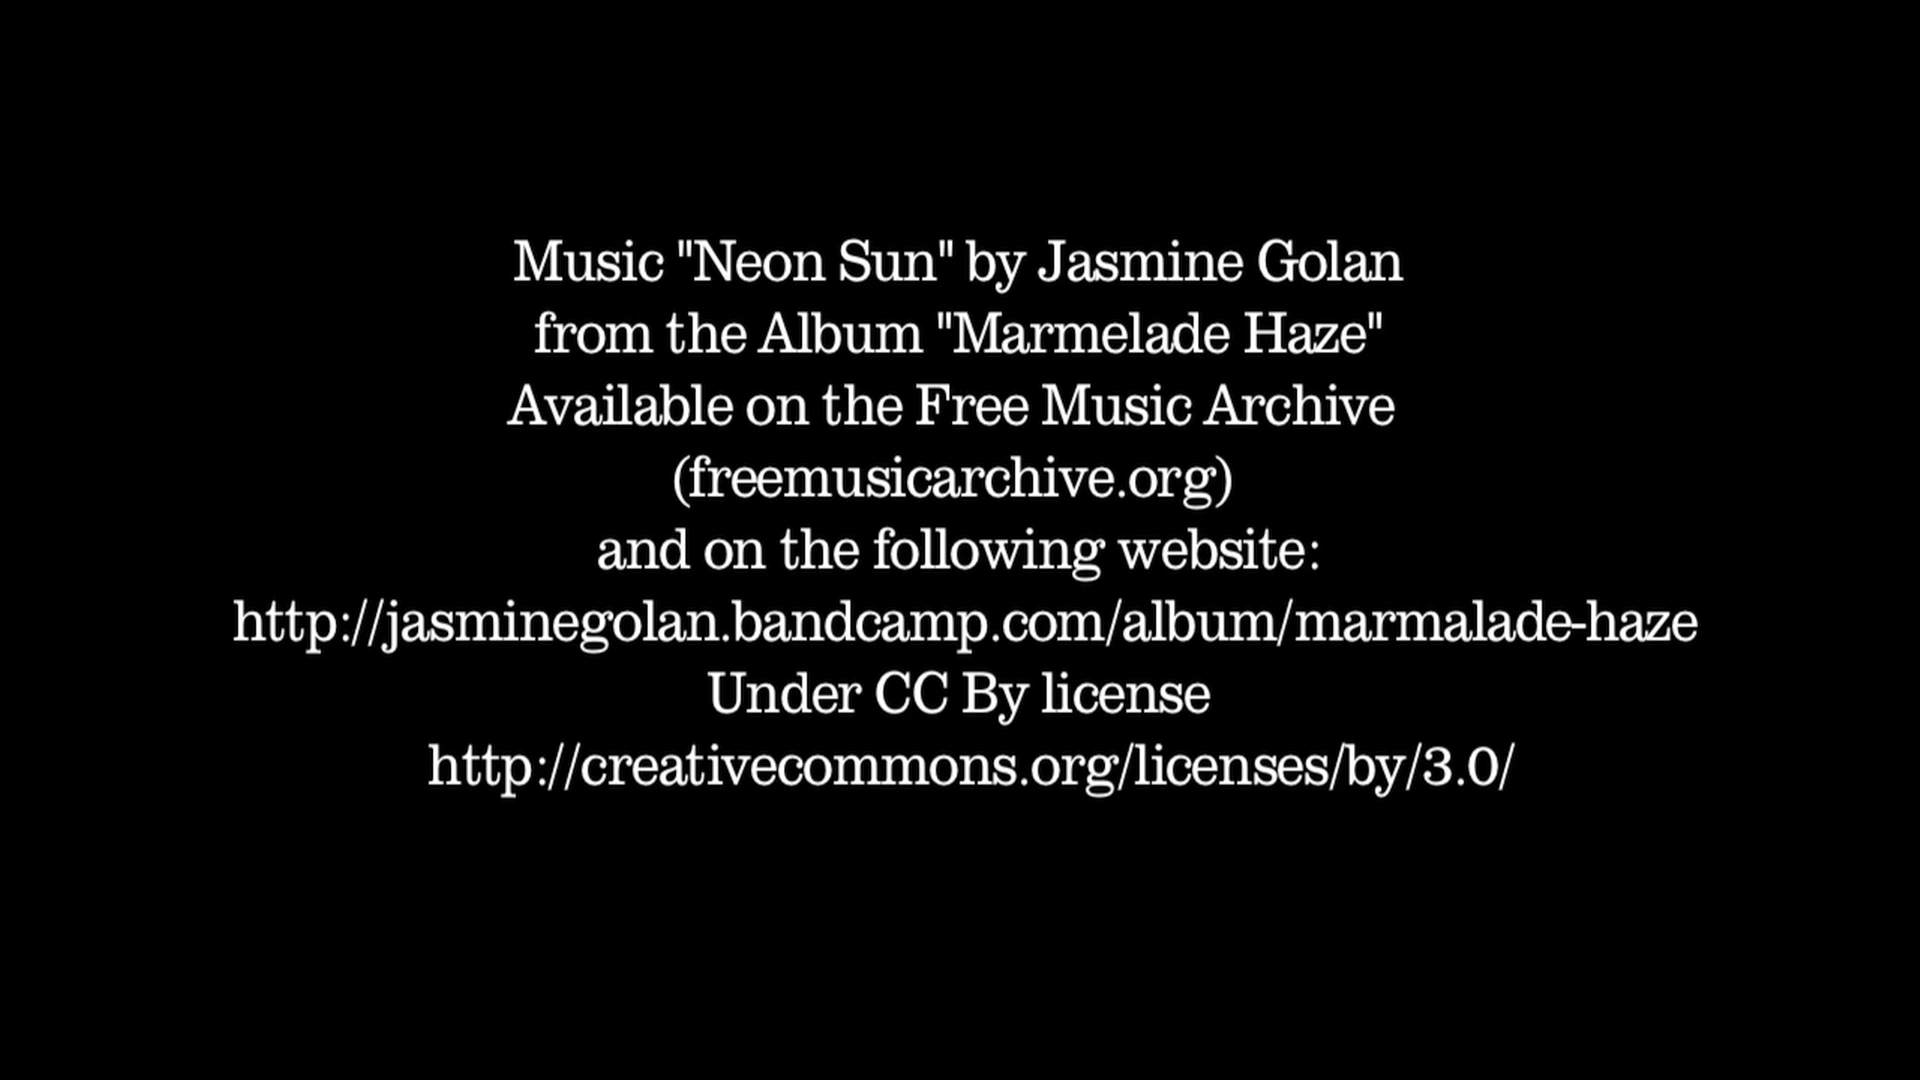 Music "Neon Sun" by Jasmine Golan
from the Album "Marmelade Haze"
Available on the Free Music Archive
(freemusicarchive.org)
and on the following website:
http://jasminegolan.bandcamp.com/album/marmalade-haze
Under CC By license
http://creativecommons.org/licenses/by/3.0/